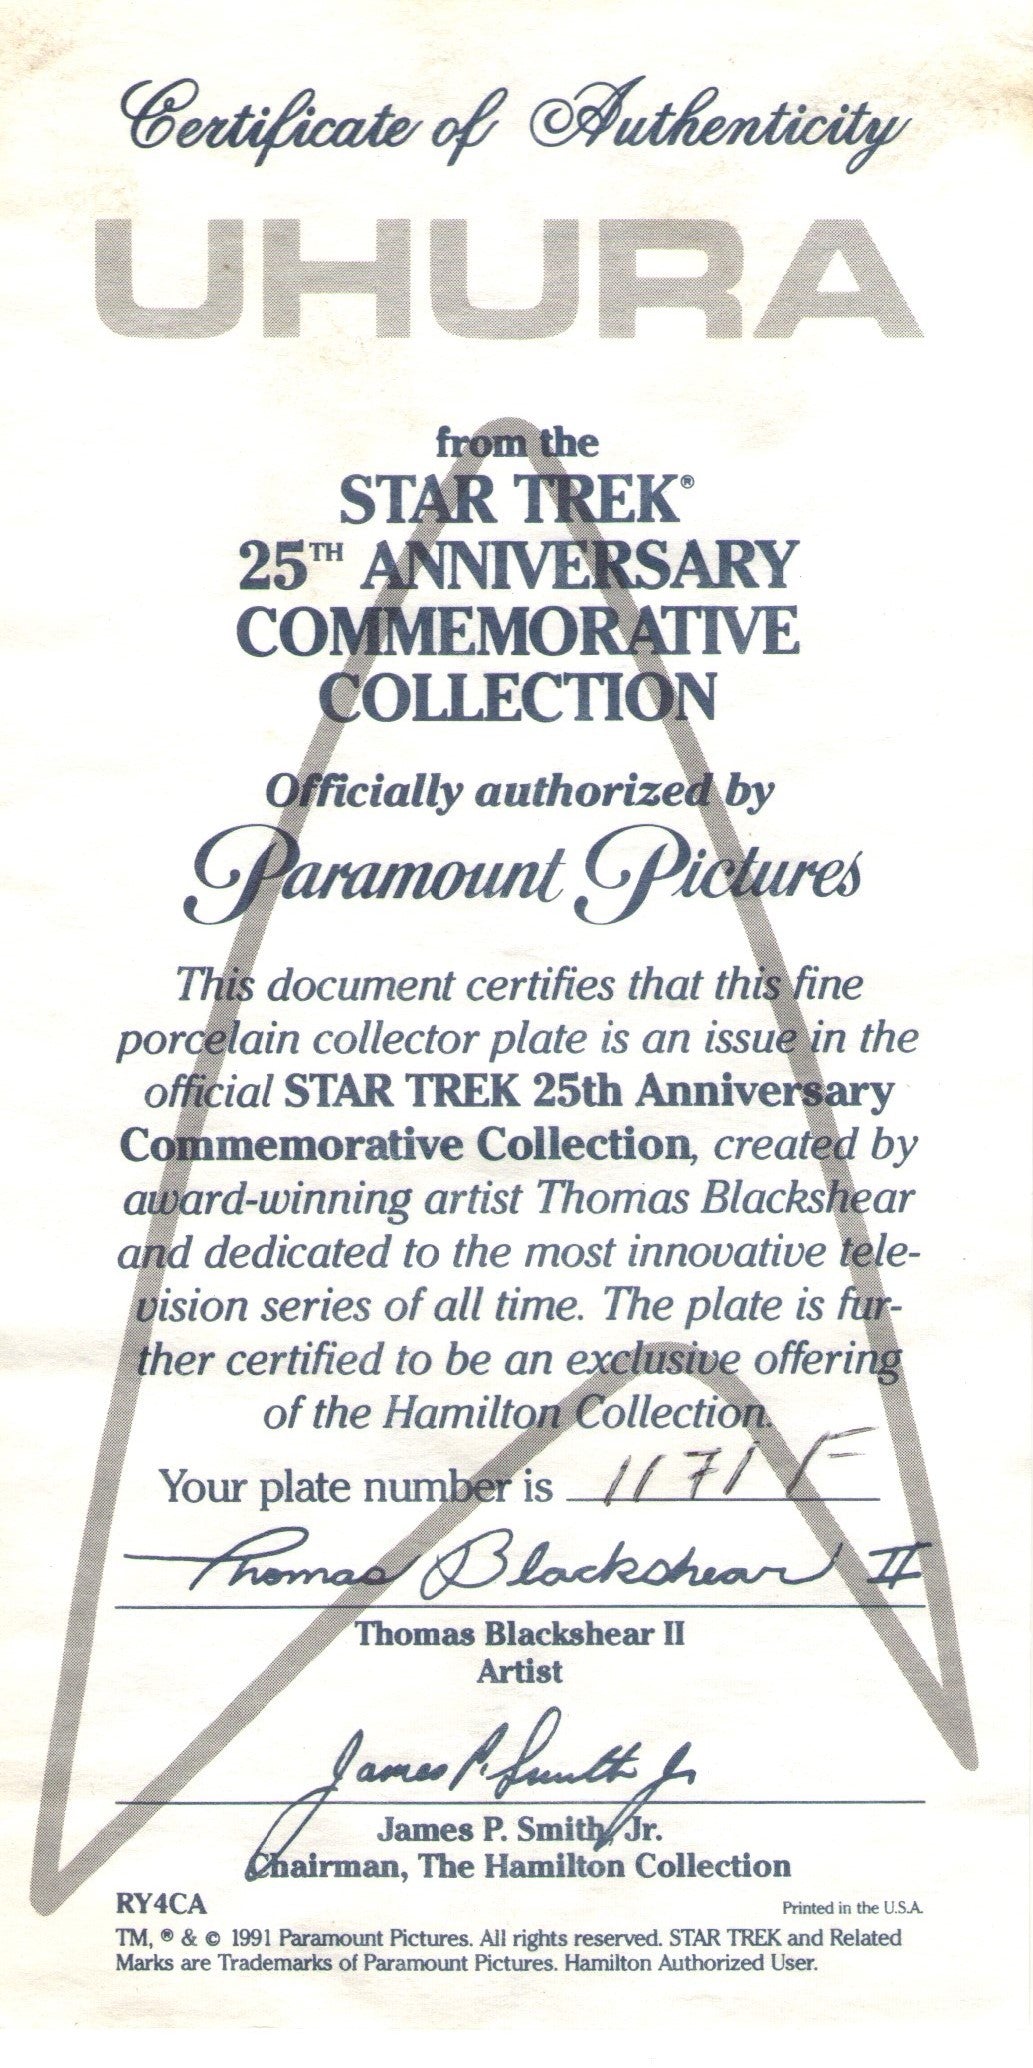 Certificate of Authenticity
UHURA
from the
STAR TREK®
25TH ANNIVERSARY
COMMEMORATIVE
COLLECTION
Officially authorized by
Paramount Pictures
This document certifies that this fine
porcelain collector plate is an issue in the
official STAR TREK 25th Anniversary
Commemorative Collection, created by
award-winning artist Thomas Blackshear
and dedicated to the most innovative tele-
vision series of all time. The plate is fur-
ther certified to be an exclusive offering
of the Hamilton Collection.
Your plate number is 1171 F
Thomas Blackshear II
Thomas Blackshear II
Artist
James P. Smith Jr
James P. Smith, Jr.
Chairman, The Hamilton Collection
RY4CA Printed in the U.S.A.
TM, ® & © 1991 Paramount Pictures. All rights reserved. STAR TREK and Related
Marks are Trademarks of Paramount Pictures. Hamilton Authorized User.